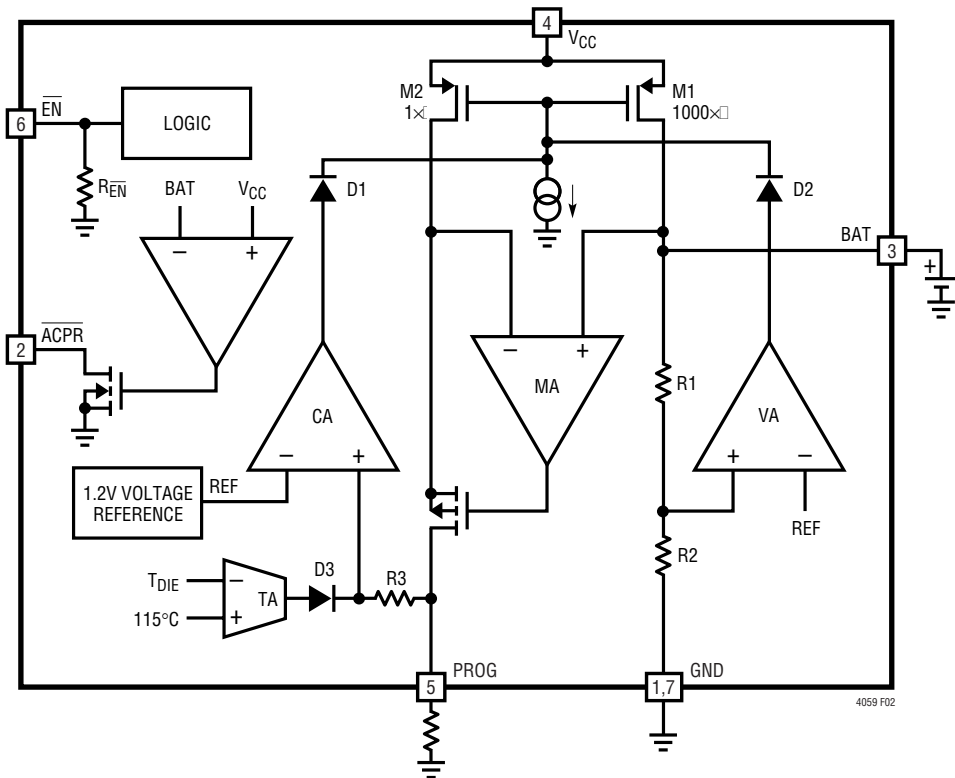 4
VCC
M2
1×
M1
1000×
6
EN
LOGIC
REN
BAT
VCC
D1
D2
BAT
3
+
−
+
2
ACPR
−
+
MA
R1
CA
VA
−
+
+
−
1.2V VOLTAGE
REFERENCE
REF
REF
R2
TDIE
−
TA
D3
R3
115°C
+
5
PROG
1,7
GND
4059 F02